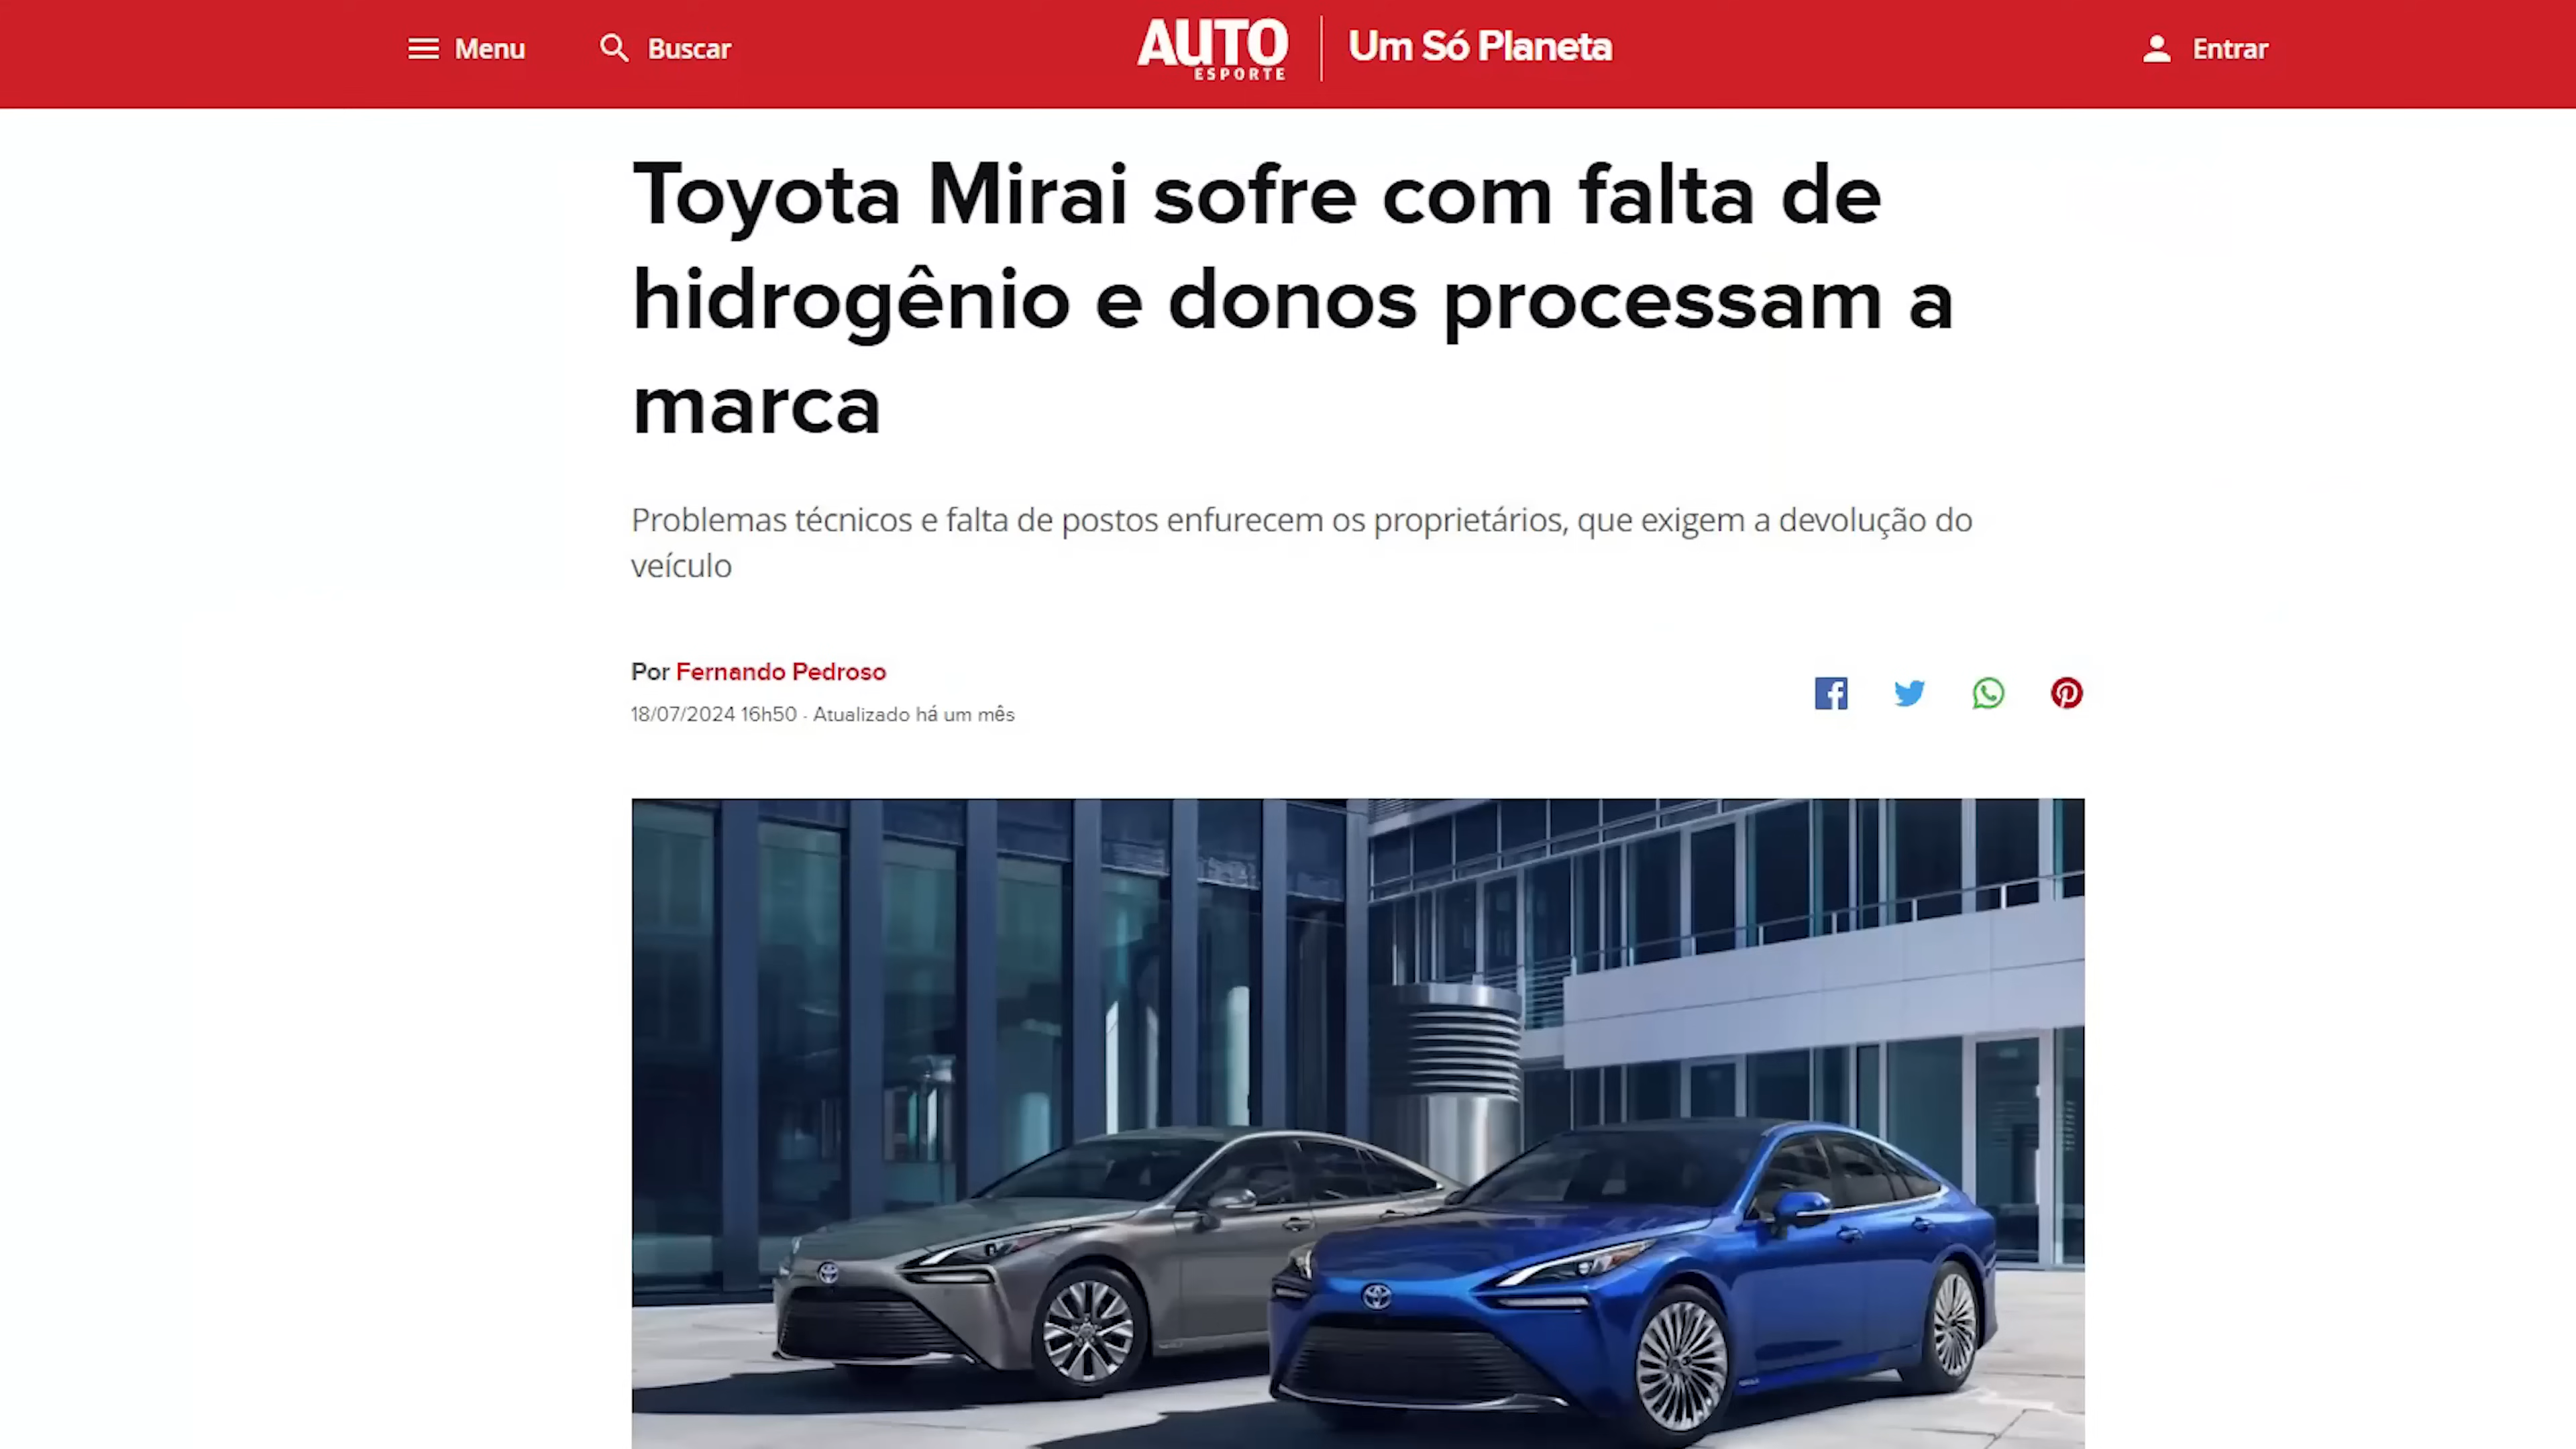 Menu
Buscar
AUTO
ESPORTE
Um Só Planeta
Entrar
Toyota Mirai sofre com falta de
hidrogênio e donos processam a
marca
Problemas técnicos e falta de postos enfurecem os proprietários, que exigem a devolução do
veículo
Por Fernando Pedroso
18/07/2024 16h50 · Atualizado há um mês